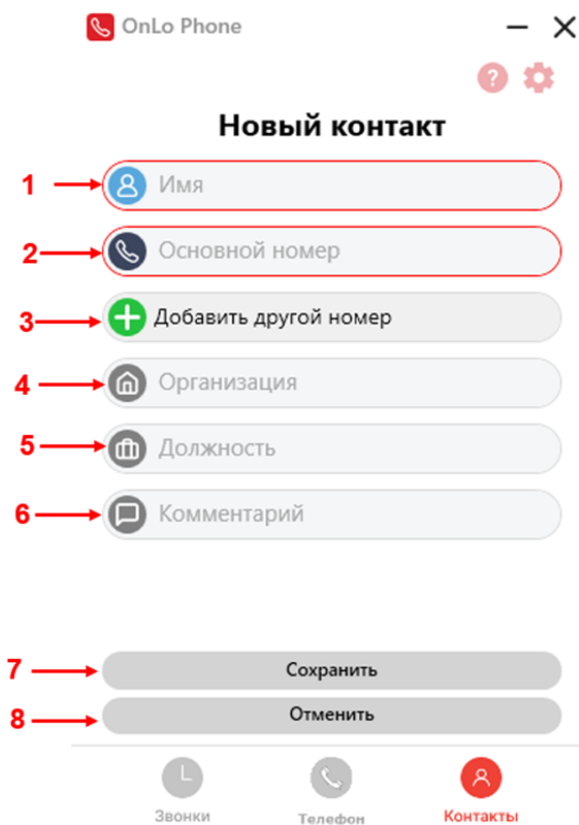 OnLo Phone
?
Новый контакт
1 Имя
2 Основной номер
3 Добавить другой номер
4 Организация
5 Должность
6 Комментарий
7 Сохранить
8 Отменить
Звонки Телефон Контакты